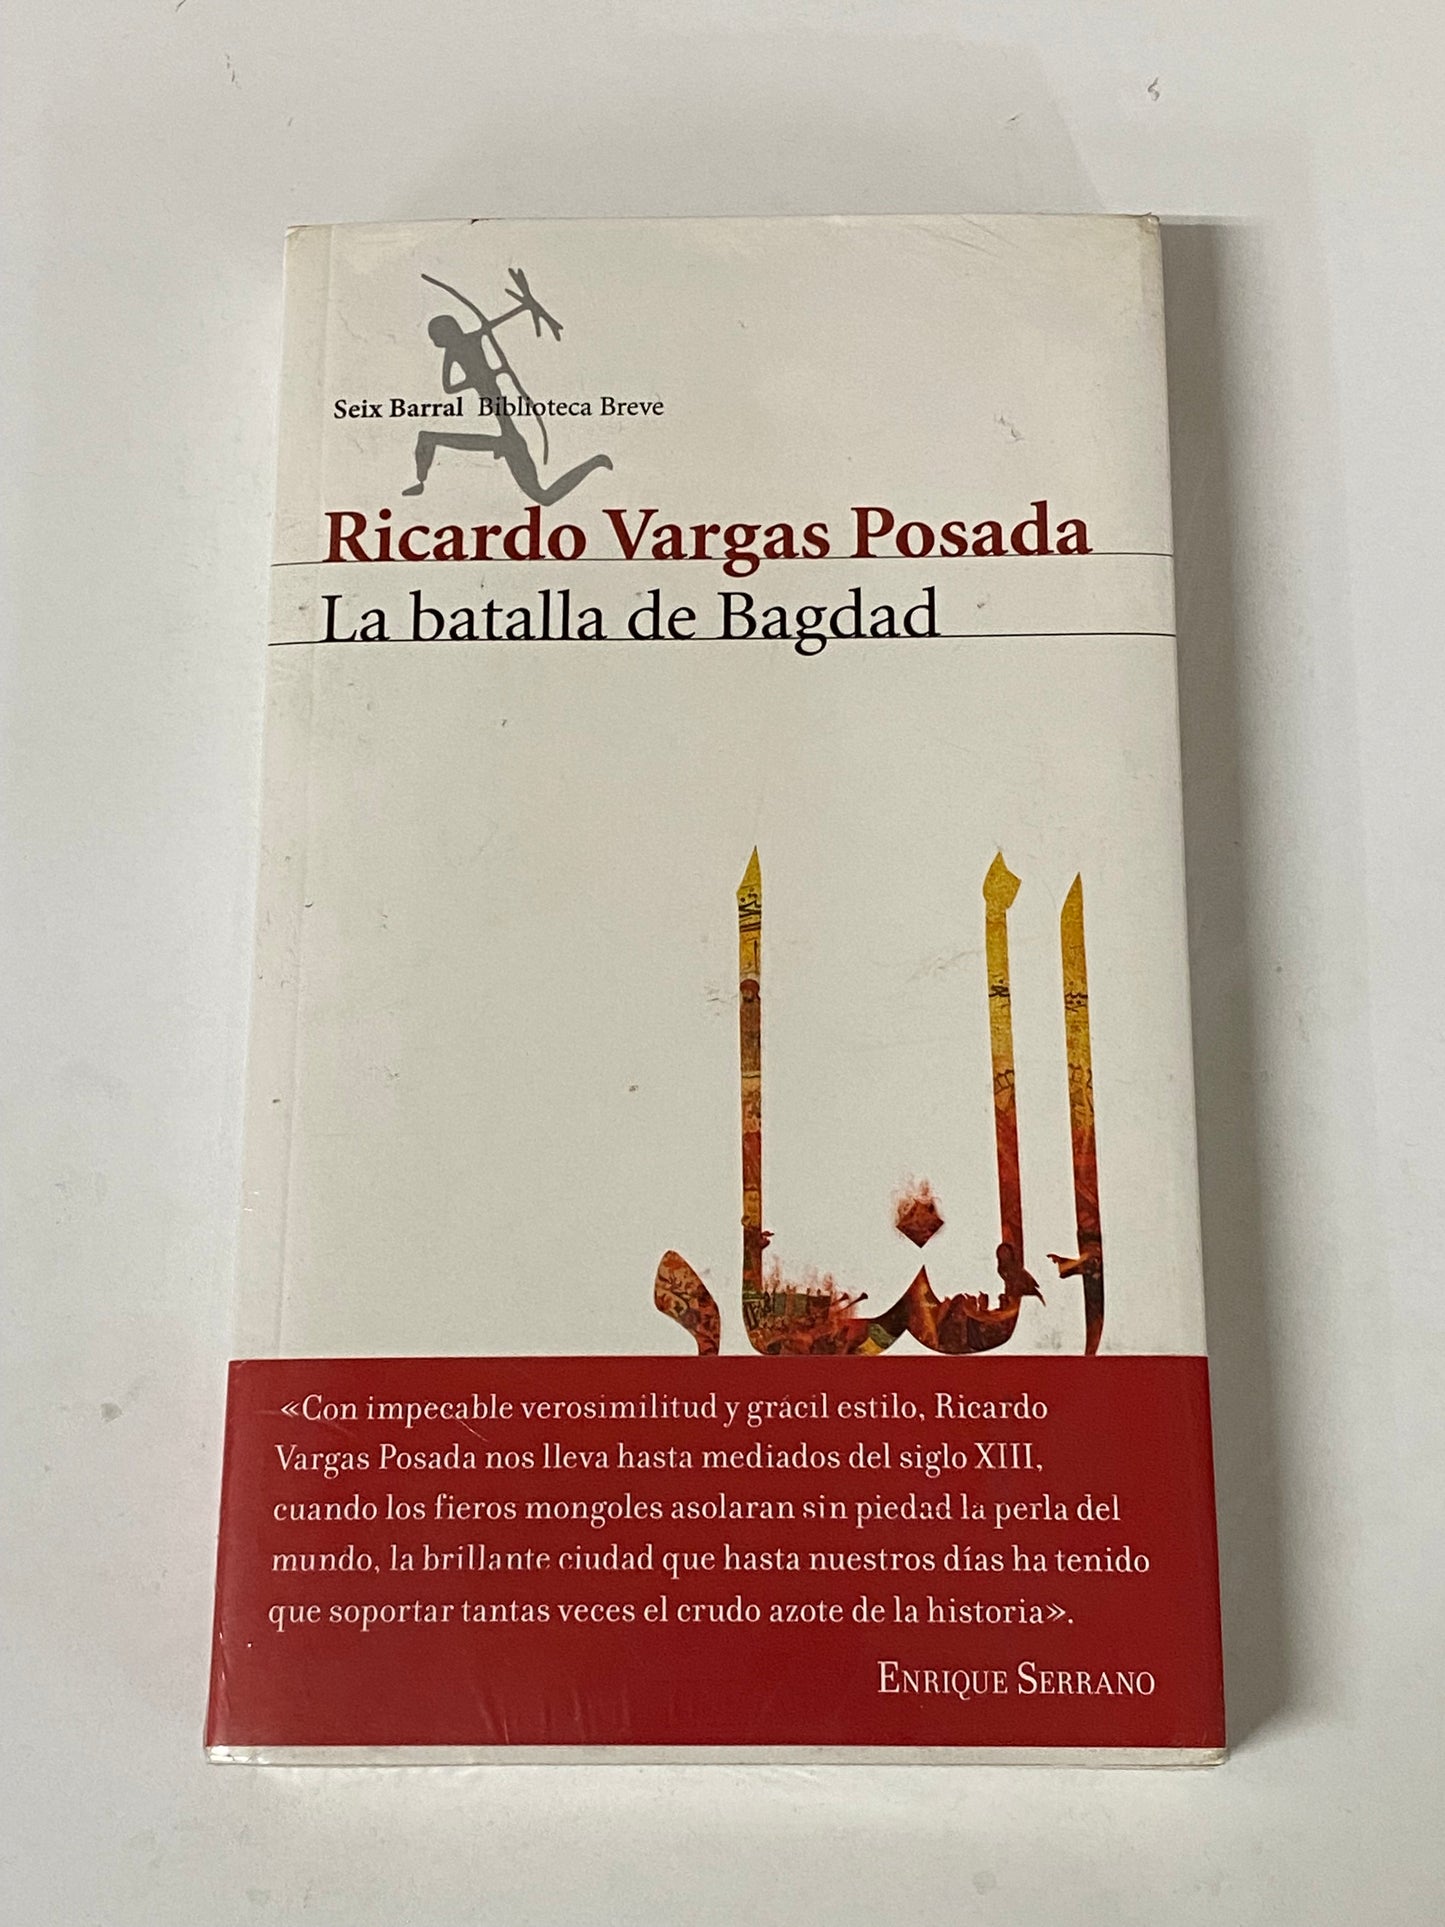 Seix Barral Biblioteca Breve
Ricardo Vargas Posada
La batalla de Bagdad
«Con impecable verosimilitud y grácil estilo, Ricardo
Vargas Posada nos lleva hasta mediados del siglo XIII,
cuando los fieros mongoles asolaran sin piedad la perla del
mundo, la brillante ciudad que hasta nuestros días ha tenido
que soportar tantas veces el crudo azote de la historia».
ENRIQUE SERRANO